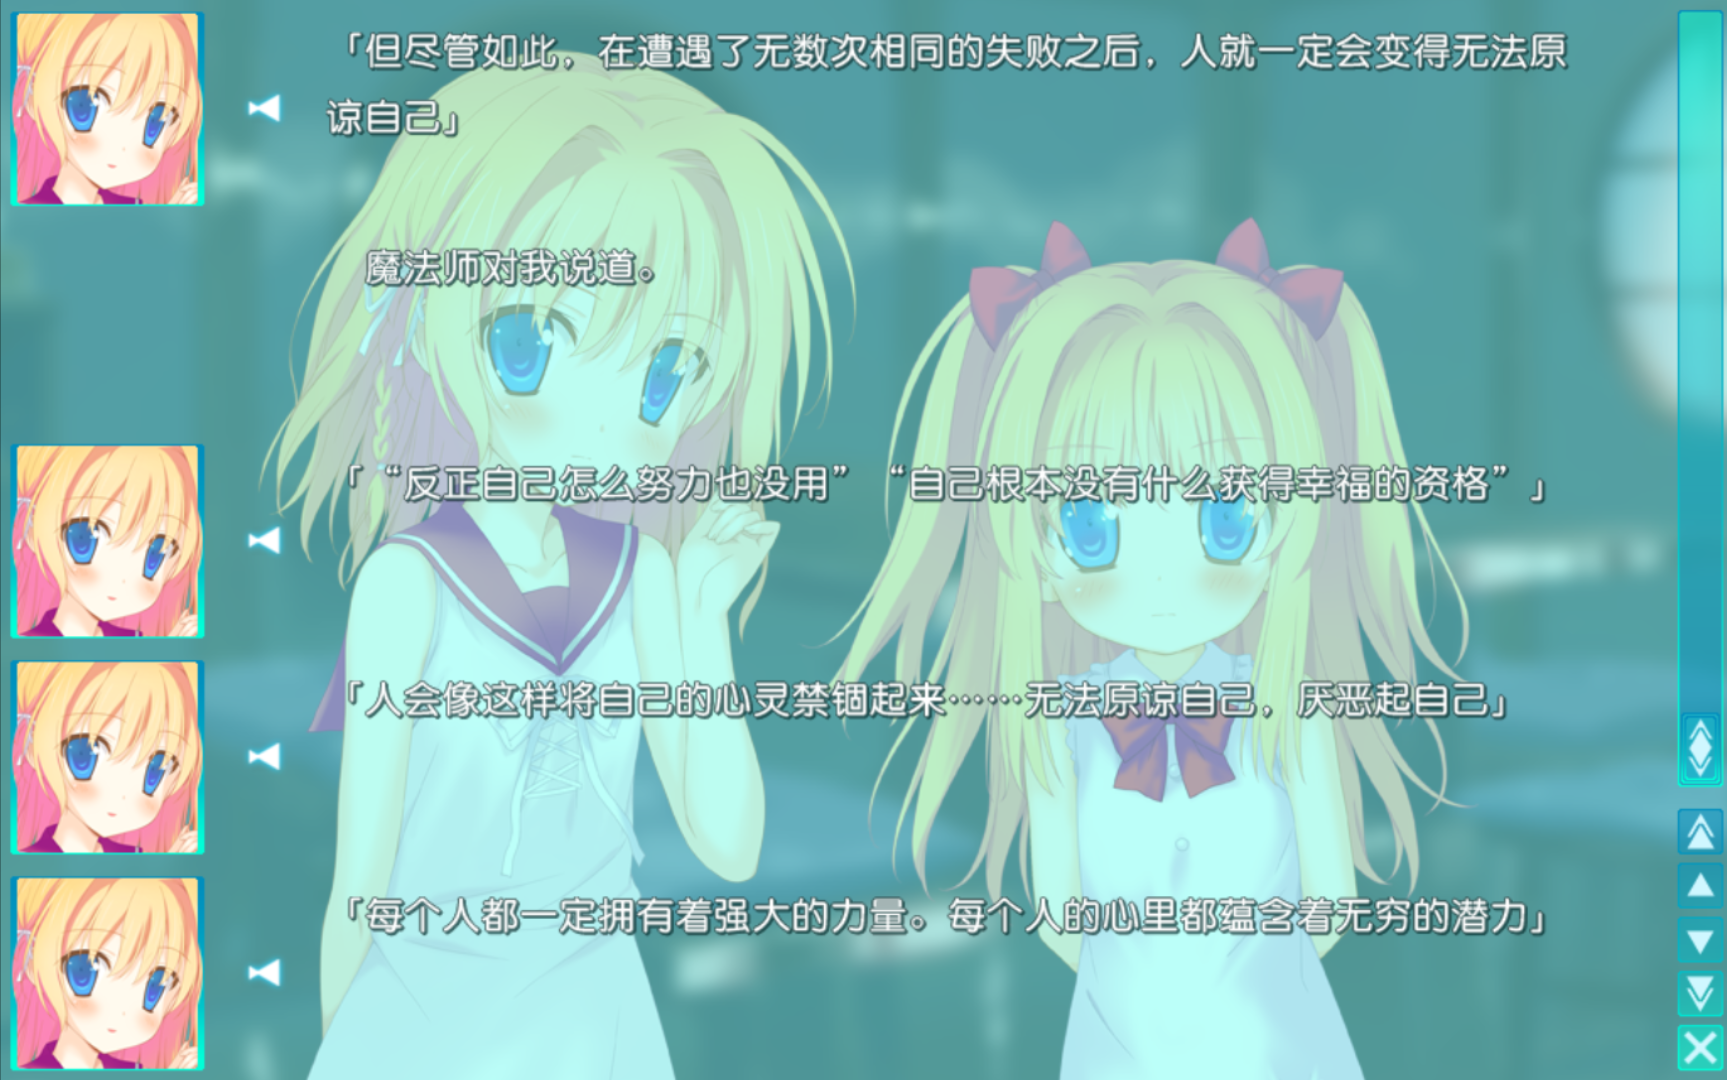 「但尽管如此，在遭遇了无数次相同的失败之后，人就一定会变得无法原
谅自己」
魔法师对我说道。
「“反正自己怎么努力也没用”“自己根本没有什么获得幸福的资格”」
「人会像这样将自己的心灵禁锢起来……无法原谅自己，厌恶起自己」
「每个人都一定拥有着强大的力量。每个人的心里都蕴含着无穷的潜力」